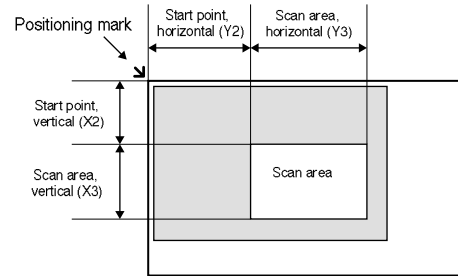 Positioning mark
Start point,
horizontal (Y2)
Scan area,
horizontal (Y3)
Start point,
vertical (X2)
Scan area,
vertical (X3)
Scan area